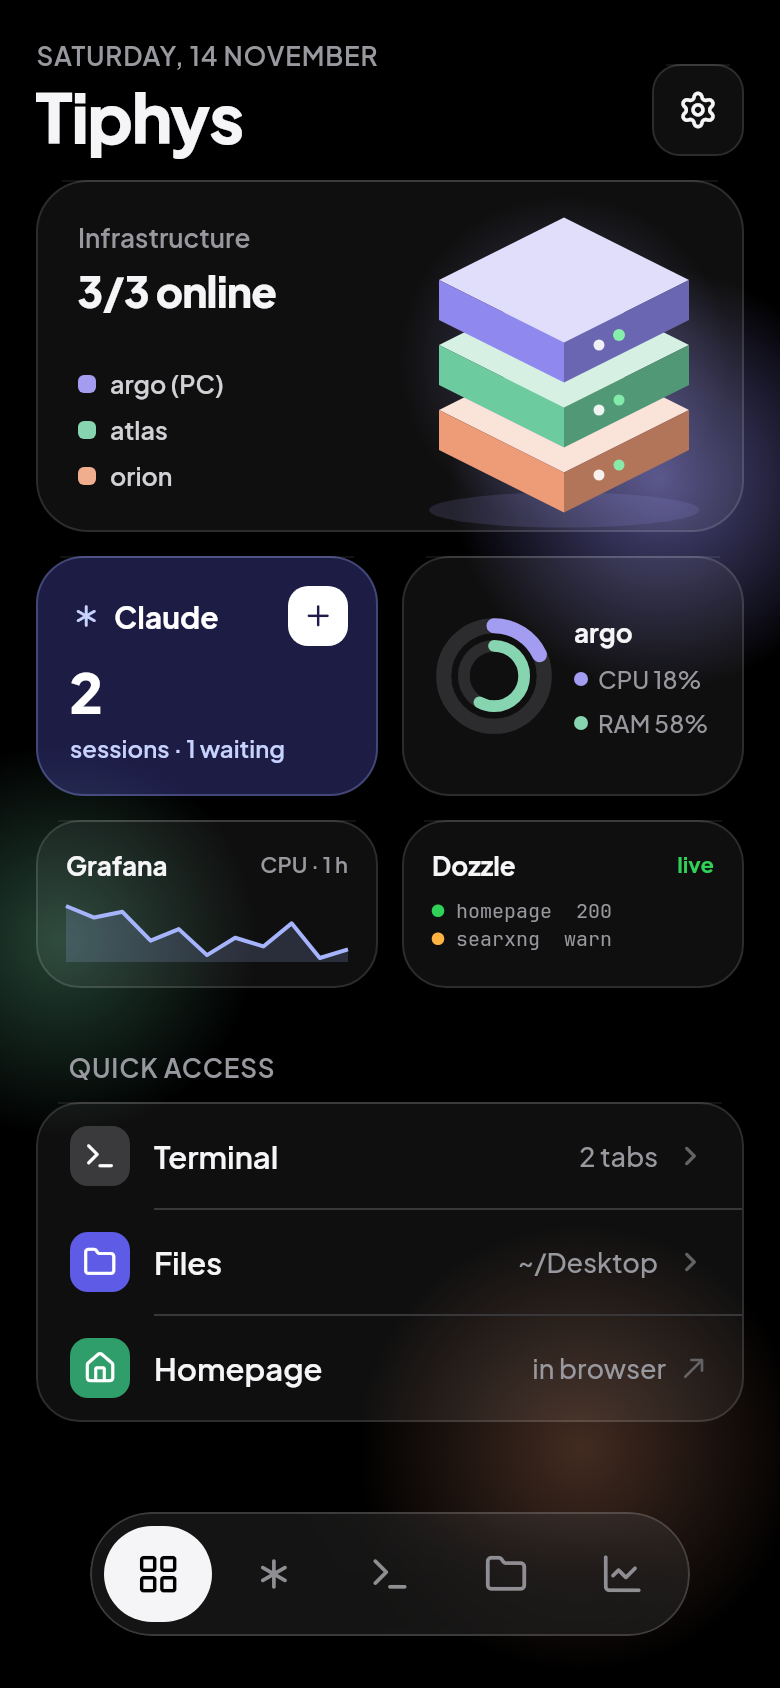 SATURDAY, 14 NOVEMBER
Tiphys
Infrastructure
3/3 online
argo (PC)
atlas
orion
Claude
2
sessions · 1 waiting
argo
CPU 18%
RAM 58%
Grafana
CPU · 1 h
Dozzle
live
homepage 200
searxng warn
QUICK ACCESS
Terminal
2 tabs
Files
~/Desktop
Homepage
in browser